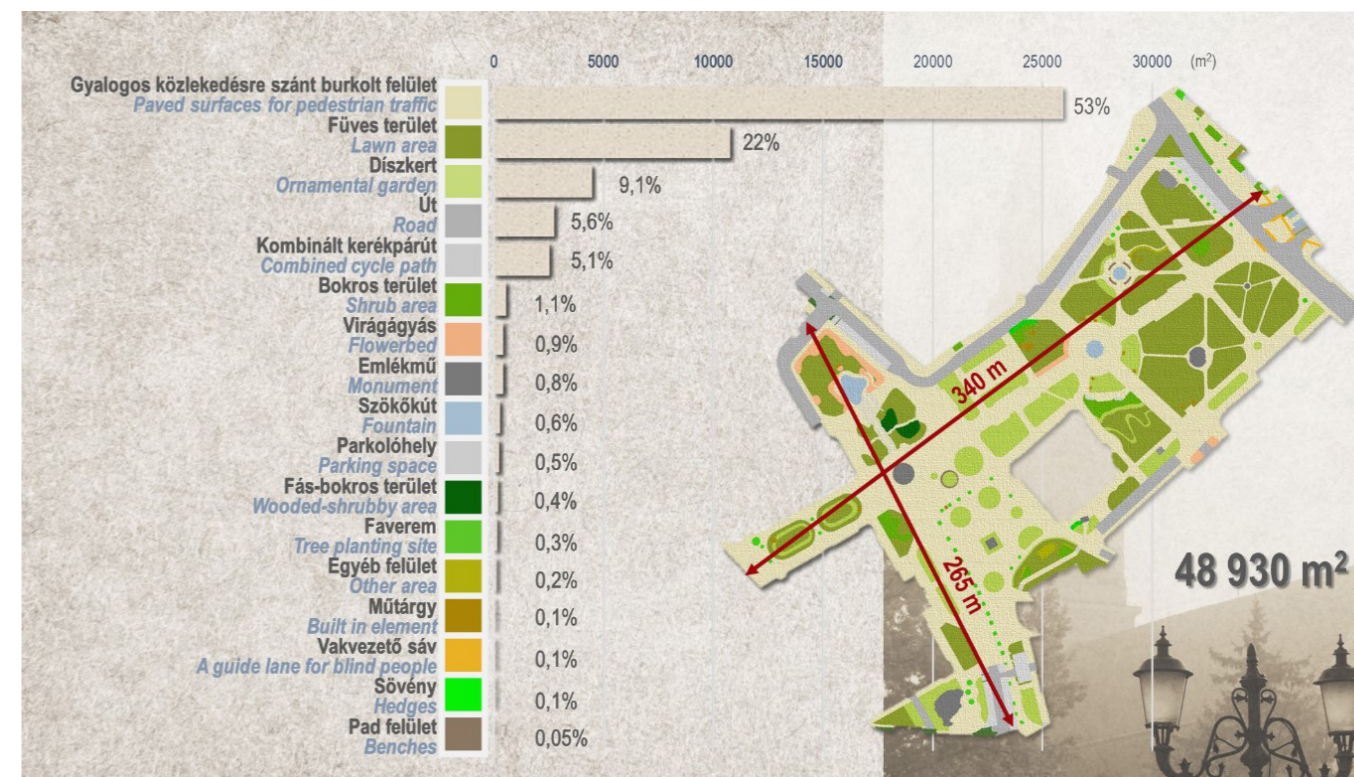 0 5000 10000 15000 20000 25000 30000 (m²)
Gyalogos közlekedésre szánt burkolt felület
Paved surfaces for pedestrian traffic
53%
Füves terület
Lawn area
22%
Díszkert
Ornamental garden
9,1%
Út
Road
5,6%
Kombinált kerékpárút
Combined cycle path
5,1%
Bokros terület
Shrub area
1,1%
Virágágyás
Flowerbed
0,9%
Emlékmű
Monument
0,8%
Szökőkút
Fountain
0,6%
Parkolóhely
Parking space
0,5%
Fás-bokros terület
Wooded-shrubby area
0,4%
Faverem
Tree planting site
0,3%
Egyéb felület
Other area
0,2%
Műtárgy
Built in element
0,1%
Vakvezető sáv
A guide lane for blind people
0,1%
Sövény
Hedges
0,1%
Pad felület
Benches
0,05%
340 m
265 m
48 930 m²